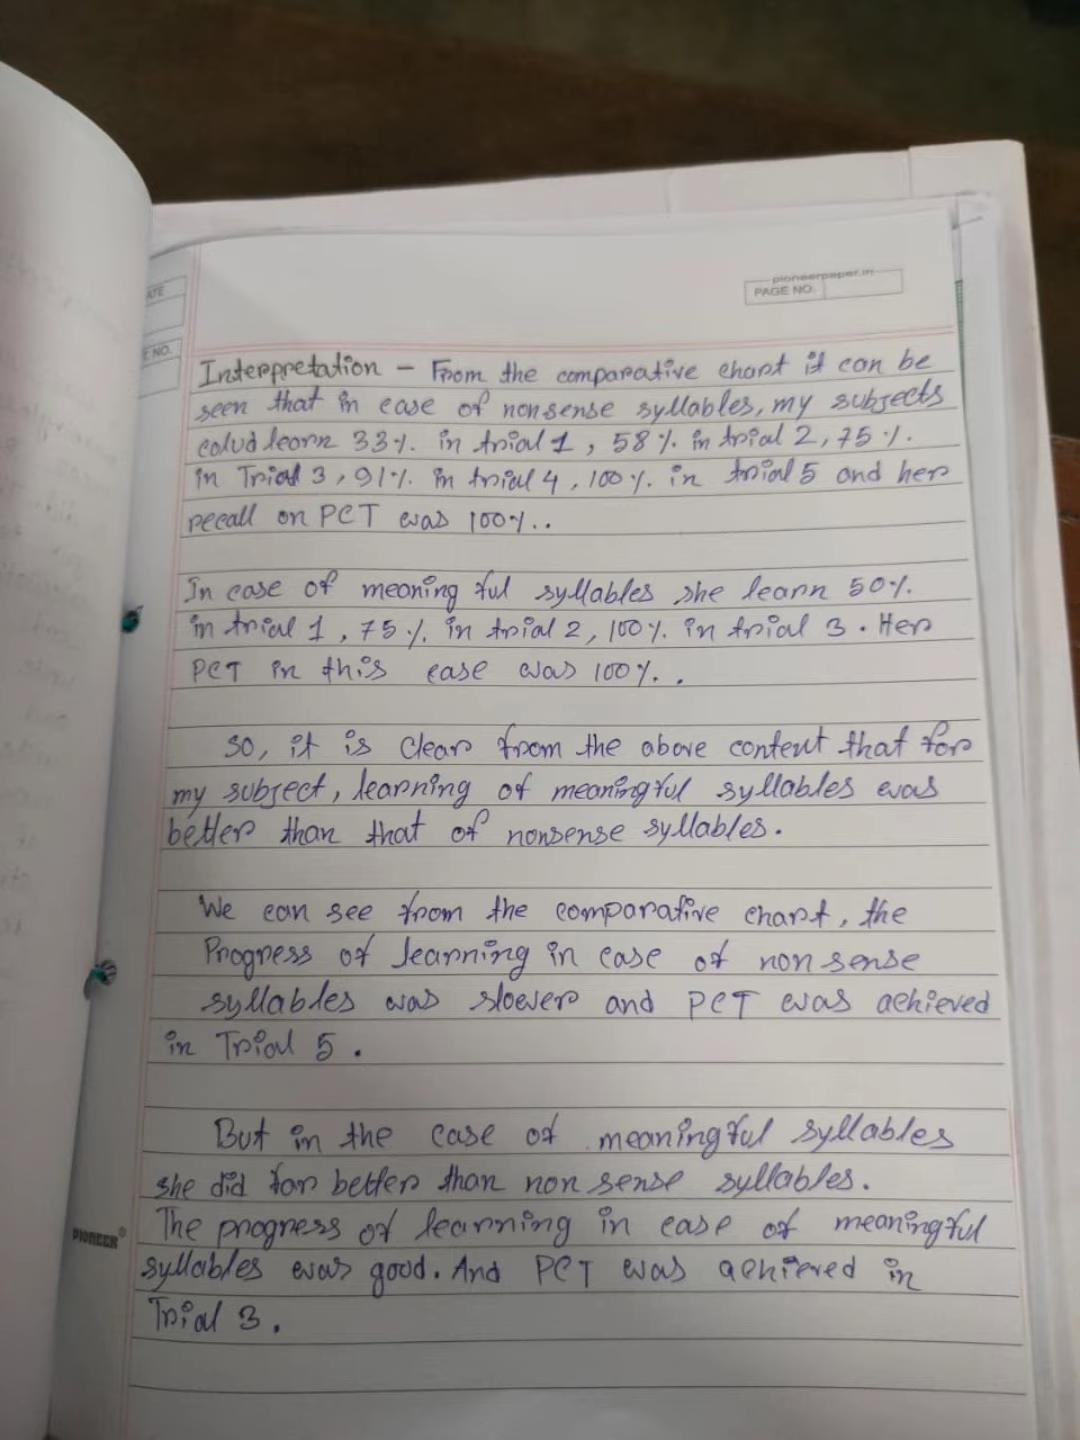 pioneerpaper.in
PAGE NO.
ATE
E NO.
Interpretation - From the comparative chart it can be
seen that in case of nonsense syllables, my subjects
colud learn 33%. in trial 1, 58%. in trial 2, 75%.
in Trial 3, 91%. in trial 4, 100%. in trial 5 and her
recall on PCT was 100%..
In case of meaning ful syllables she learn 50%.
in trial 1, 75%. in trial 2, 100%. in trial 3. Her
PCT in this case was 100%. .
So, it is clear from the above content that for
my subject, learning of meaningful syllables was
better than that of nonsense syllables.
We can see from the comparative chart, the
Progress of learning in case of non sense
syllables was slower and PCT was achieved
in Trial 5.
But in the case of meaningful syllables
she did far better than non sense syllables.
The progress of learning in case of meaningful
syllables was good. And PCT was achieved in
Trial 3.
PIONEER®